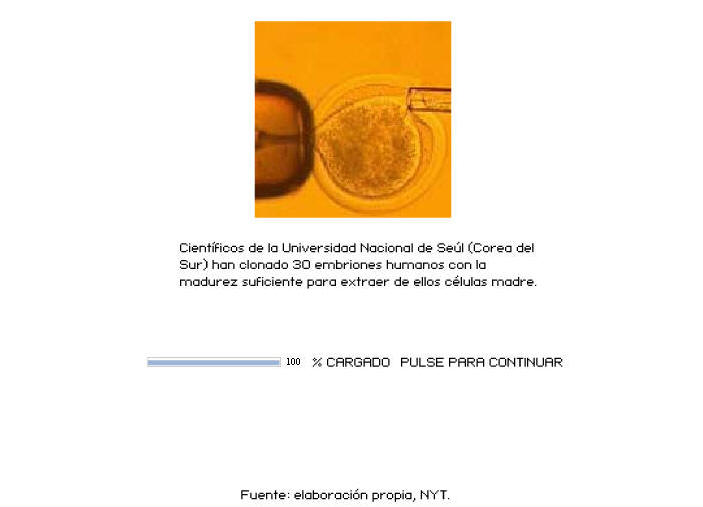 Científicos de la Universidad Nacional de Seúl (Corea del
Sur) han clonado 30 embriones humanos con la
madurez suficiente para extraer de ellos células madre.
100 % CARGADO PULSE PARA CONTINUAR
Fuente: elaboración propia, NYT.